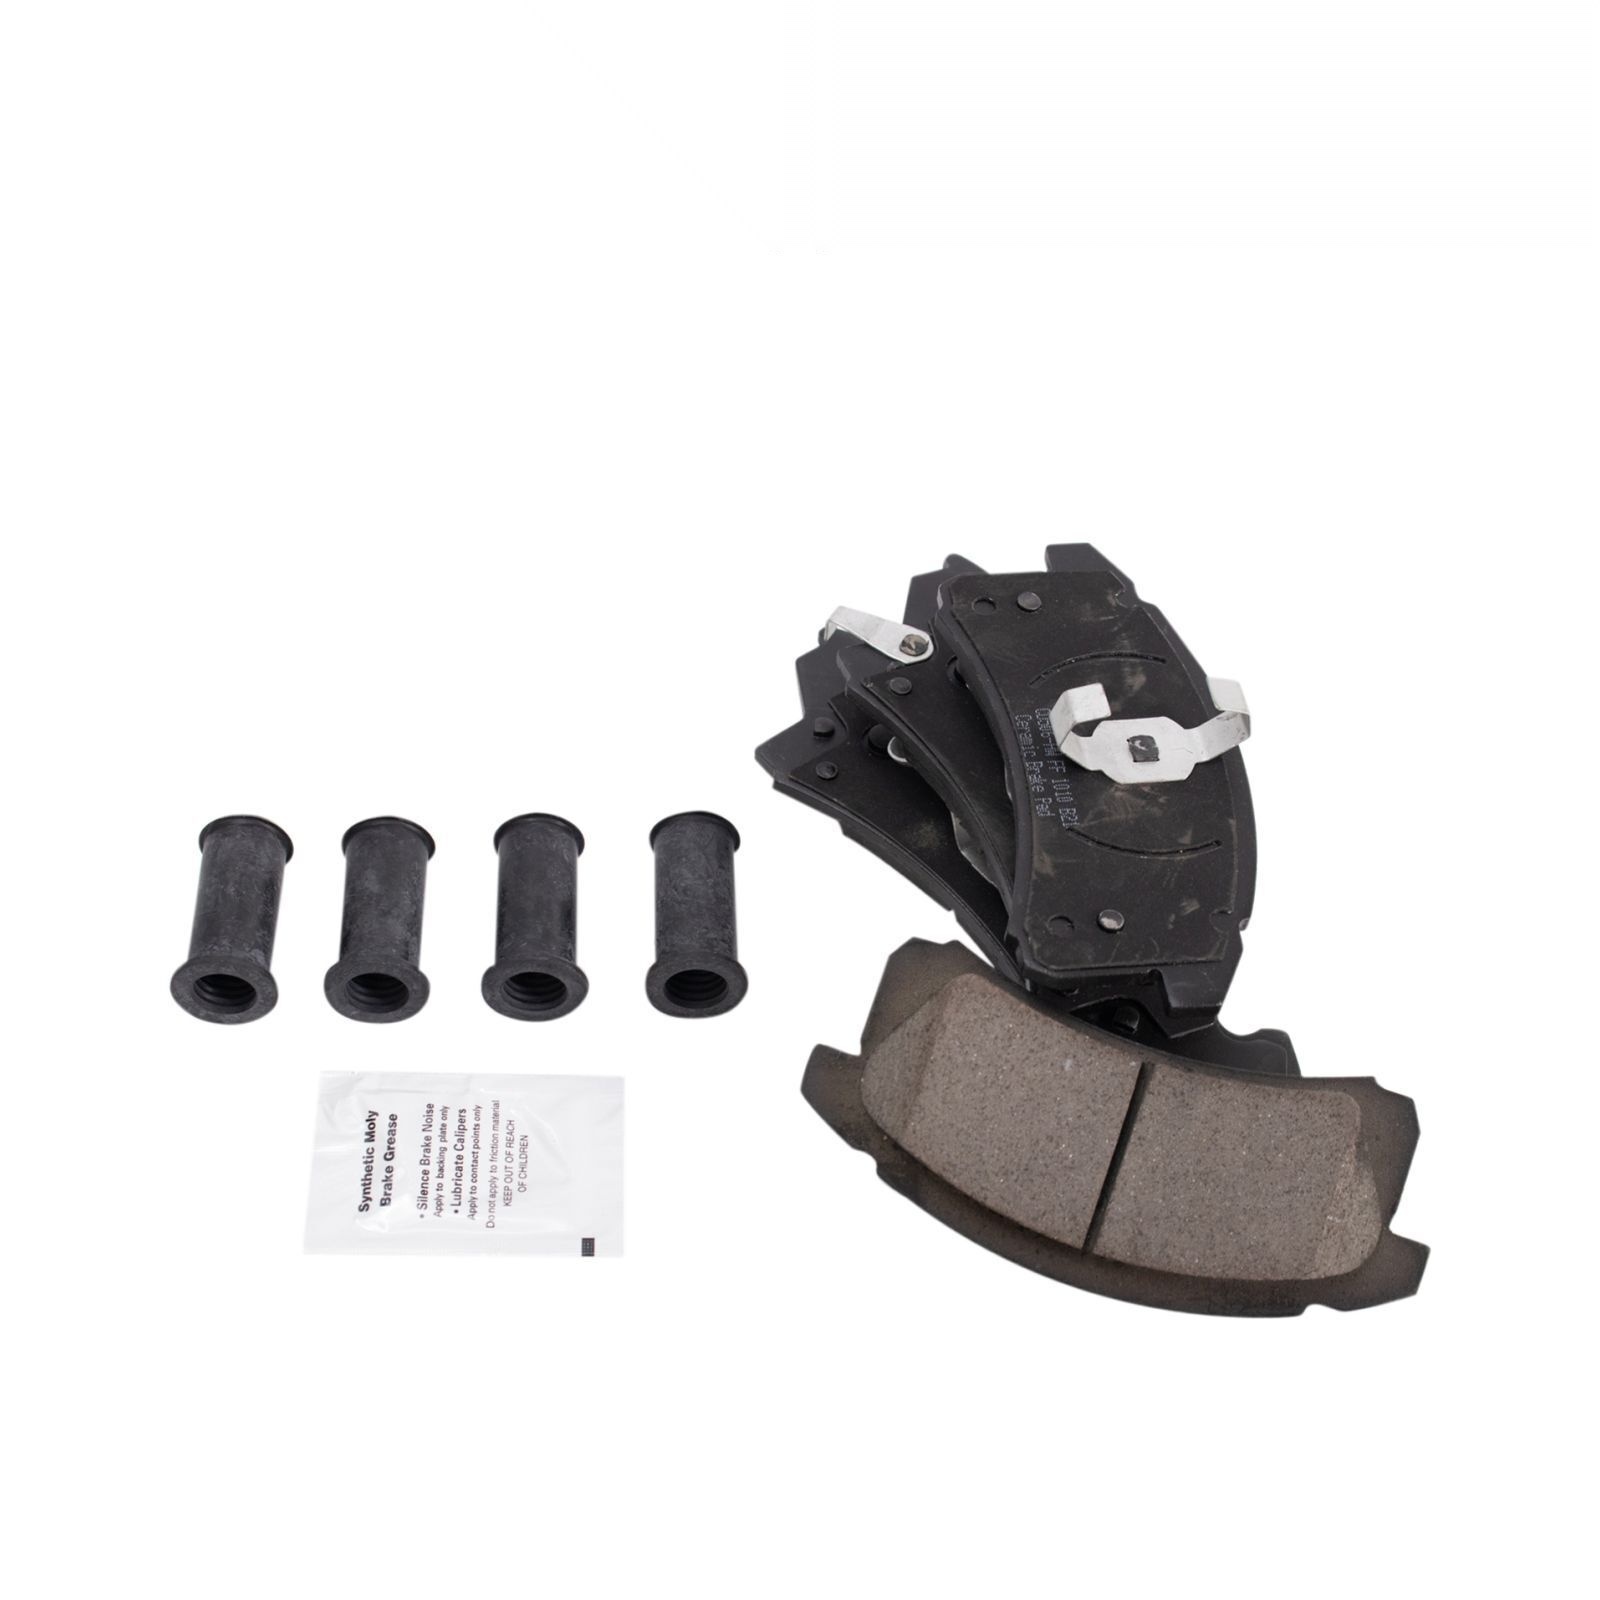 Synthetic Moly
Brake Grease
• Silence Brake Noise
Apply to backing plate only
• Lubricate Calipers
Apply to contact points only
Do not apply to friction material
KEEP OUT OF REACH
OF CHILDREN
FF 1010 B21
Ceramic Brake Pad